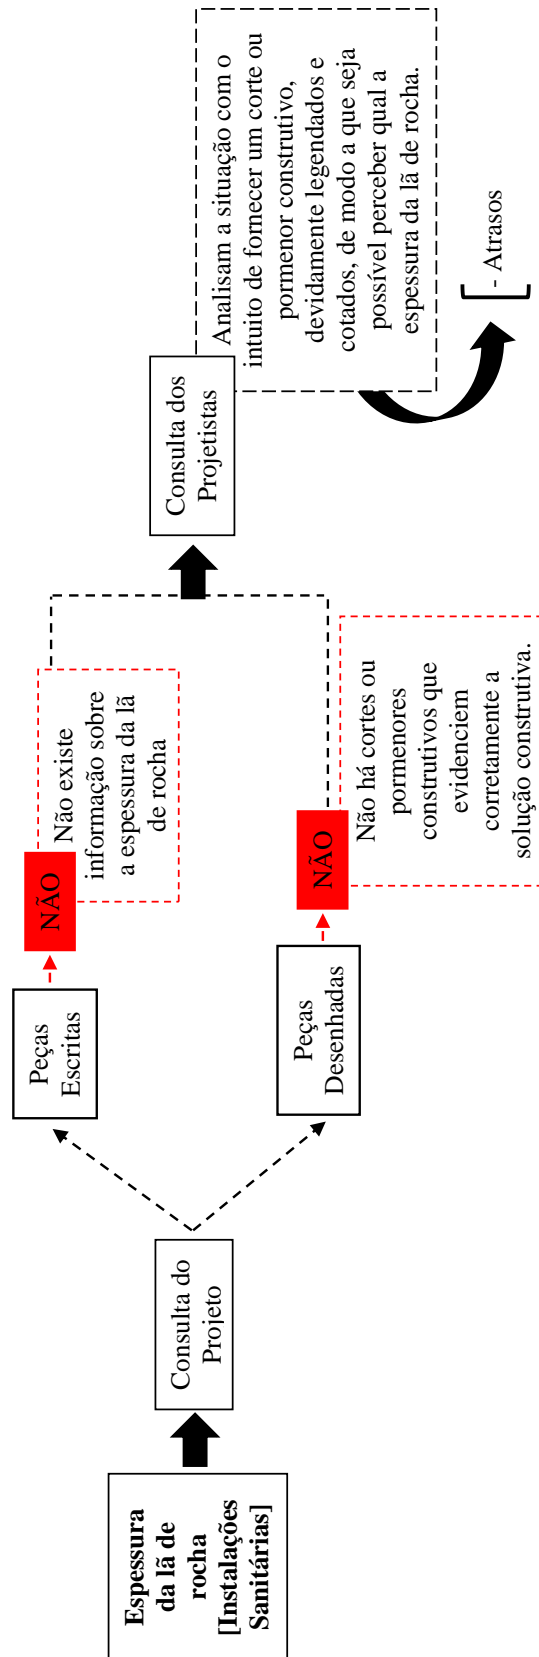 Espessura
da lã de
rocha
[Instalações
Sanitárias]
Consulta do
Projeto
Peças
Escritas
NÃO
Não existe
informação sobre
a espessura da lã
de rocha
Peças
Desenhadas
NÃO
Não há cortes ou
pormenores
construtivos que
evidenciem
corretamente a
solução construtiva.
Consulta dos
Projetistas
Analisam a situação com o
intuito de fornecer um corte ou
pormenor construtivo,
devidamente legendados e
cotados, de modo a que seja
possível perceber qual a
espessura da lã de rocha.
- Atrasos